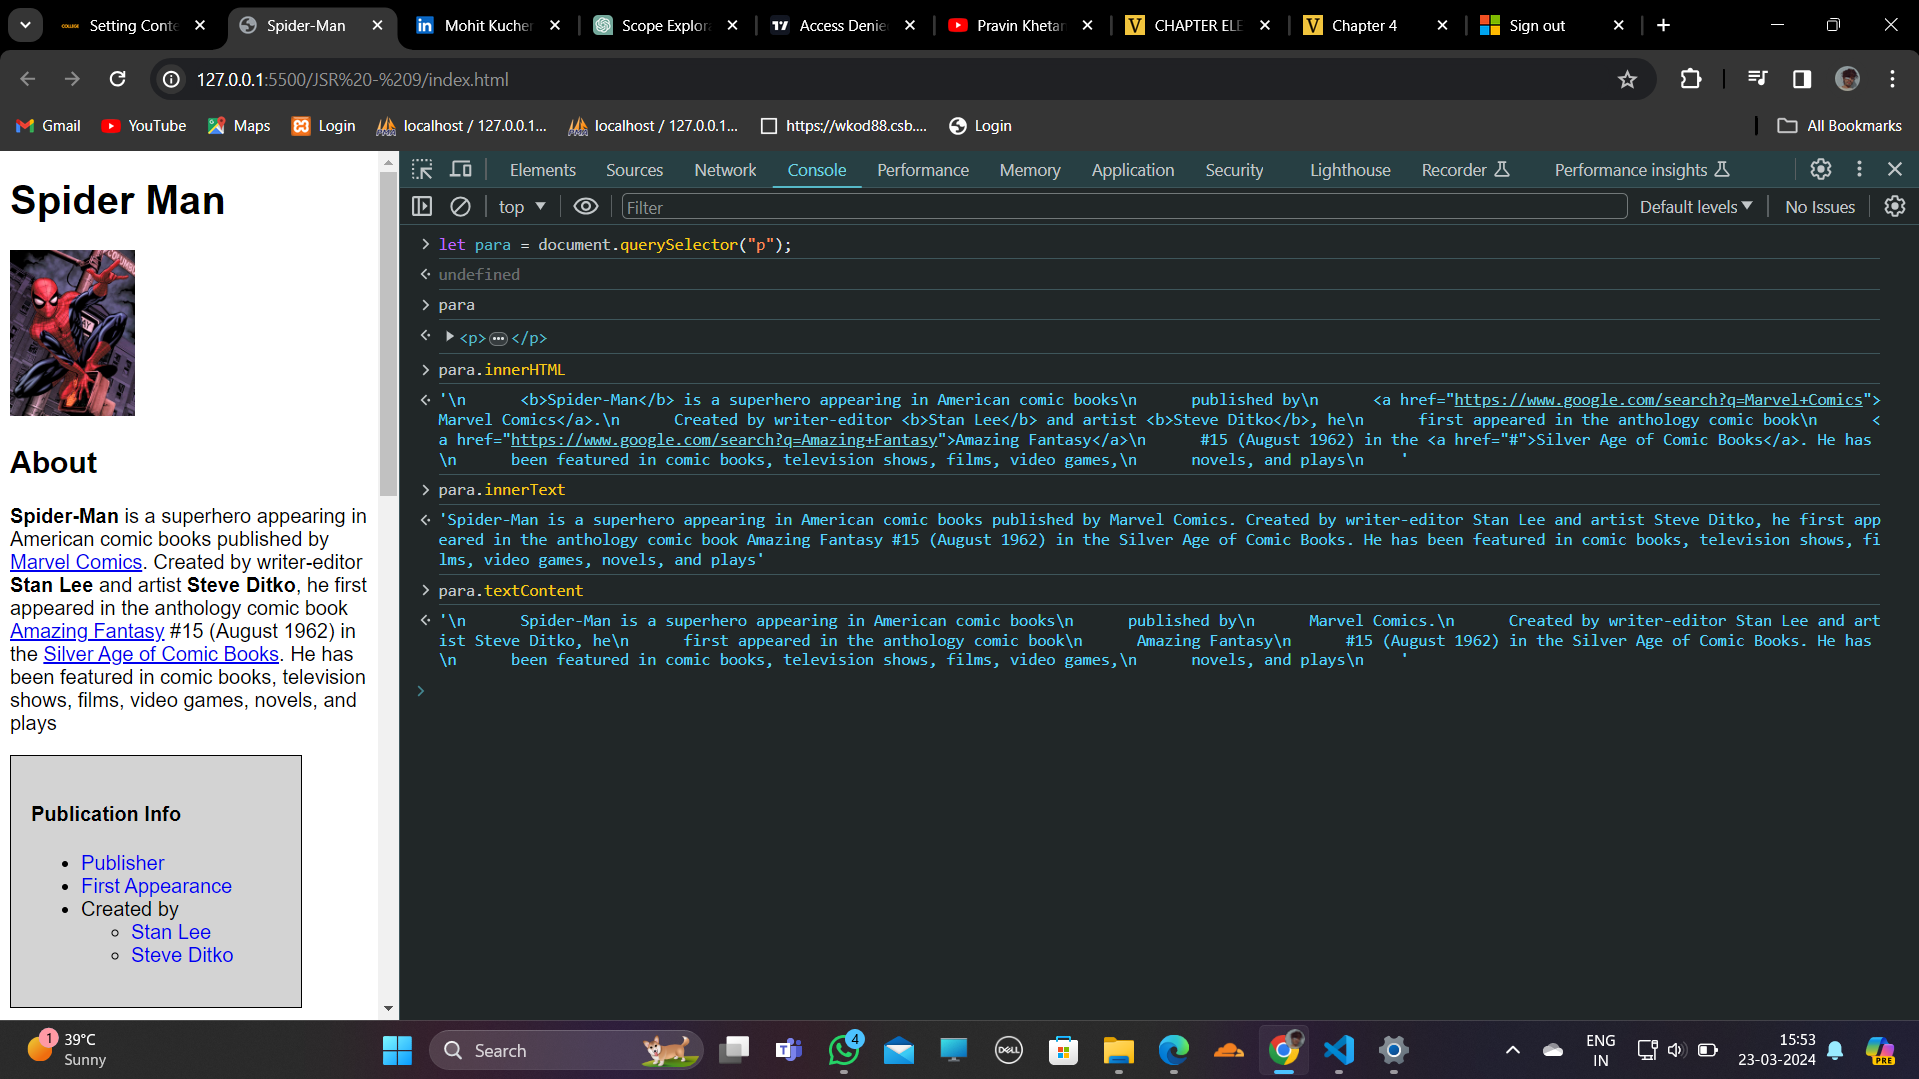 Setting Conte
Spider-Man
Mohit Kucher
Scope Explora
Access Denie
Pravin Khetan
CHAPTER ELE
Chapter 4
Sign out
127.0.0.1:5500/JSR%20-%209/index.html
Gmail
YouTube
Maps
Login
localhost / 127.0.0.1...
localhost / 127.0.0.1...
https://wkod88.csb....
Login
All Bookmarks
Spider Man
About
Spider-Man is a superhero appearing in
American comic books published by
Marvel Comics. Created by writer-editor
Stan Lee and artist Steve Ditko, he first
appeared in the anthology comic book
Amazing Fantasy #15 (August 1962) in
the Silver Age of Comic Books. He has
been featured in comic books, television
shows, films, video games, novels, and
plays
Publication Info
Publisher
First Appearance
Created by
Stan Lee
Steve Ditko
Elements Sources Network Console Performance Memory Application Security Lighthouse Recorder Performance insights
top Filter Default levels No Issues
let para = document.querySelector("p");
undefined
para
<p>…</p>
para.innerHTML
'\n      <b>Spider-Man</b> is a superhero appearing in American comic books\n      published by\n      <a href="https://www.google.com/search?q=Marvel+Comics">
Marvel Comics</a>.\n      Created by writer-editor <b>Stan Lee</b> and artist <b>Steve Ditko</b>, he\n      first appeared in the anthology comic book\n      <
a href="https://www.google.com/search?q=Amazing+Fantasy">Amazing Fantasy</a>\n      #15 (August 1962) in the <a href="#">Silver Age of Comic Books</a>. He has
\n      been featured in comic books, television shows, films, video games,\n      novels, and plays\n    '
para.innerText
'Spider-Man is a superhero appearing in American comic books published by Marvel Comics. Created by writer-editor Stan Lee and artist Steve Ditko, he first app
eared in the anthology comic book Amazing Fantasy #15 (August 1962) in the Silver Age of Comic Books. He has been featured in comic books, television shows, fi
lms, video games, novels, and plays'
para.textContent
'\n      Spider-Man is a superhero appearing in American comic books\n      published by\n      Marvel Comics.\n      Created by writer-editor Stan Lee and art
ist Steve Ditko, he\n      first appeared in the anthology comic book\n      Amazing Fantasy\n      #15 (August 1962) in the Silver Age of Comic Books. He has
\n      been featured in comic books, television shows, films, video games,\n      novels, and plays\n    '
1
39°C
Sunny
Search
4
DELL
PRE
ENG
IN
15:53
23-03-2024